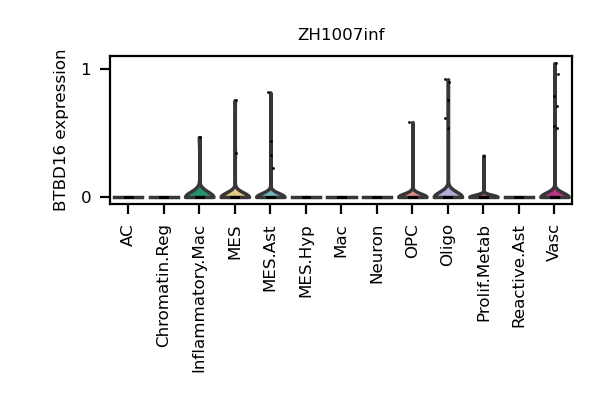 ZH1007inf
BTBD16 expression
1
0
AC
Chromatin.Reg
Inflammatory.Mac
MES
MES.Ast
MES.Hyp
Mac
Neuron
OPC
Oligo
Prolif.Metab
Reactive.Ast
Vasc